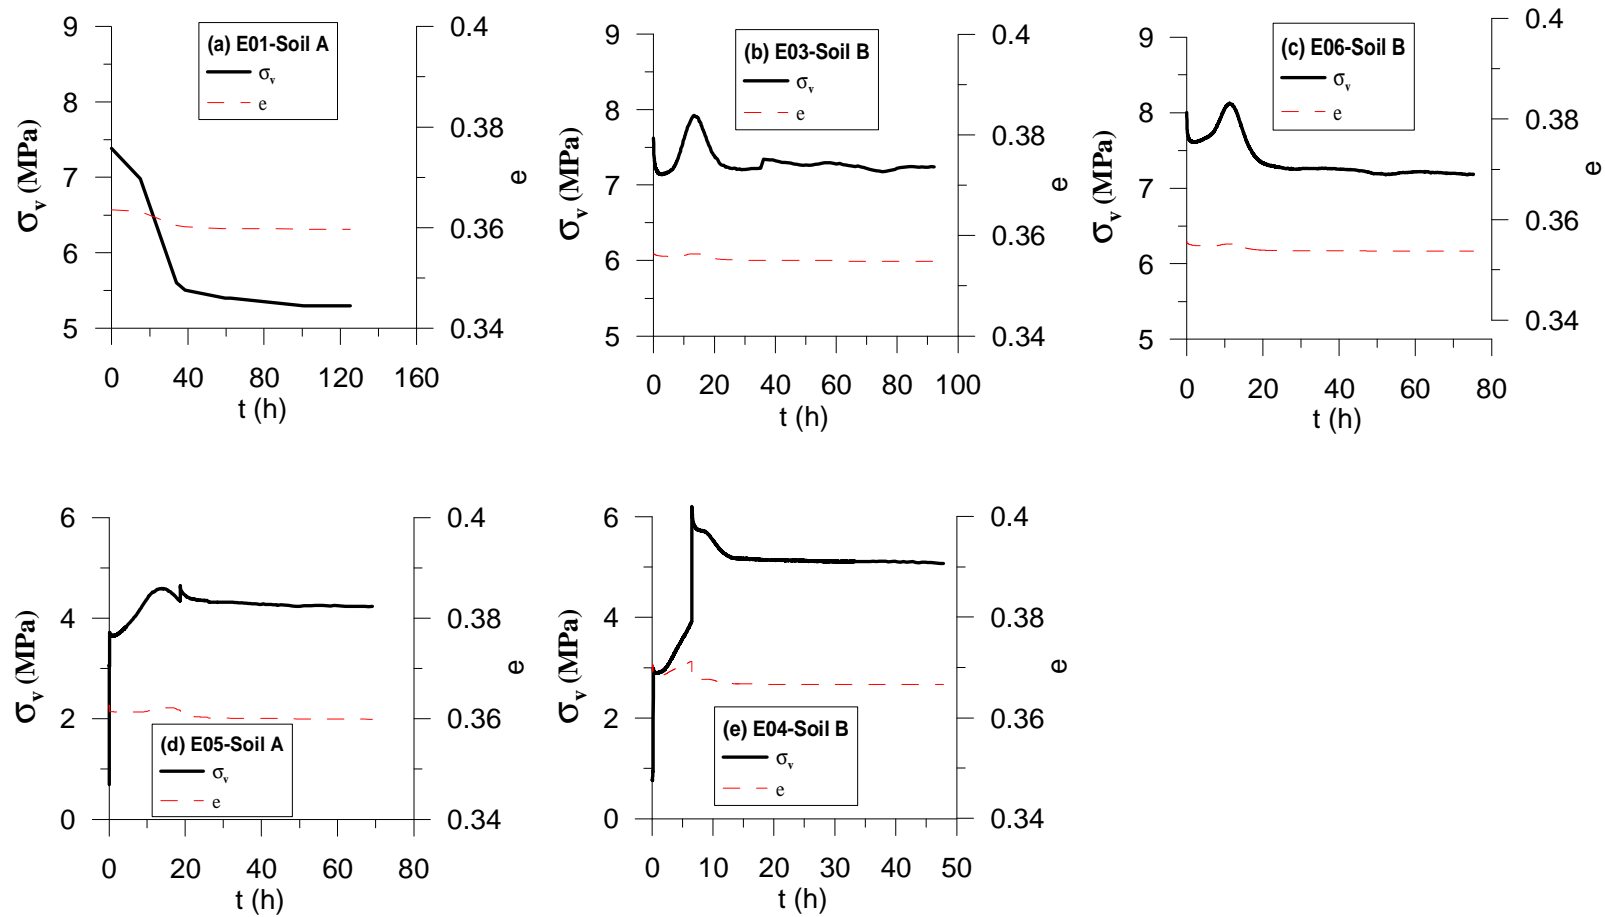 (a) E01-Soil A
σv
e
9
8
7
6
5
σv (MPa)
0.4
0.38
0.36
0.34
e
0 40 80 120 160
t (h)
(b) E03-Soil B
σv
e
9
8
7
6
5
σv (MPa)
0.4
0.38
0.36
0.34
e
0 20 40 60 80 100
t (h)
(c) E06-Soil B
σv
e
9
8
7
6
5
σv (MPa)
0.4
0.38
0.36
0.34
e
0 20 40 60 80
t (h)
(d) E05-Soil A
σv
e
6
4
2
0
σv (MPa)
0.4
0.38
0.36
0.34
e
0 20 40 60 80
t (h)
(e) E04-Soil B
σv
e
6
4
2
0
σv (MPa)
0.4
0.38
0.36
0.34
e
0 10 20 30 40 50
t (h)